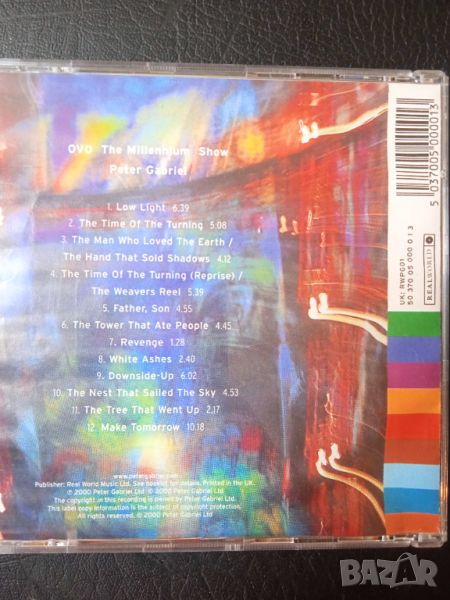 OVO The Millennium Show
Peter Gabriel
1. Low Light 6.39
2. The Time Of The Turning 5:08
3. The Man Who Loved The Earth /
The Hand That Sold Shadows 4.12
4. The Time Of The Turning (Reprise) /
The Weavers Reel 5.39
5. Father, Son 4.55
6. The Tower That Ate People 4.45
7. Revenge 1.28
8. White Ashes 2.40
9. Downside-Up 6.02
10. The Nest That Sailed The Sky 4.53
11. The Tree That Went Up 2.17
12. Make Tomorrow 10.18
www.petergabriel.com
Publisher: Real World Music Ltd. See booklet for details. Printed in the UK.
℗ 2000 Peter Gabriel Ltd © 2000 Peter Gabriel Ltd.
The copyright in this recording is owned by Peter Gabriel Ltd.
This label copy information is the subject of copyright protection.
All rights reserved. © 2000 Peter Gabriel Ltd
5 037005 000013
UK: RWPG01
50 370 05 000 0 13
REALWORLD
BAZAR